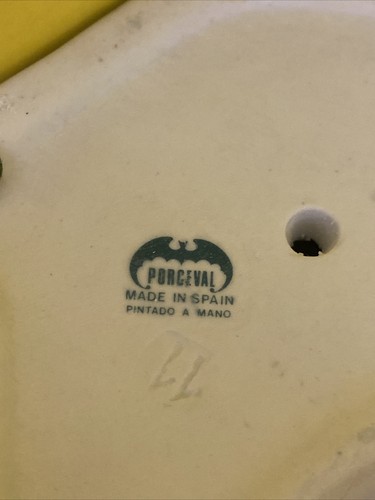 PORCEVAL
MADE IN SPAIN
PINTADO A MANO